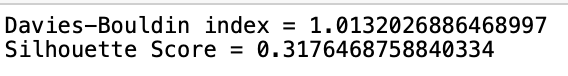 Davies-Bouldin index = 1.0132026886468997
Silhouette Score = 0.3176468758840334